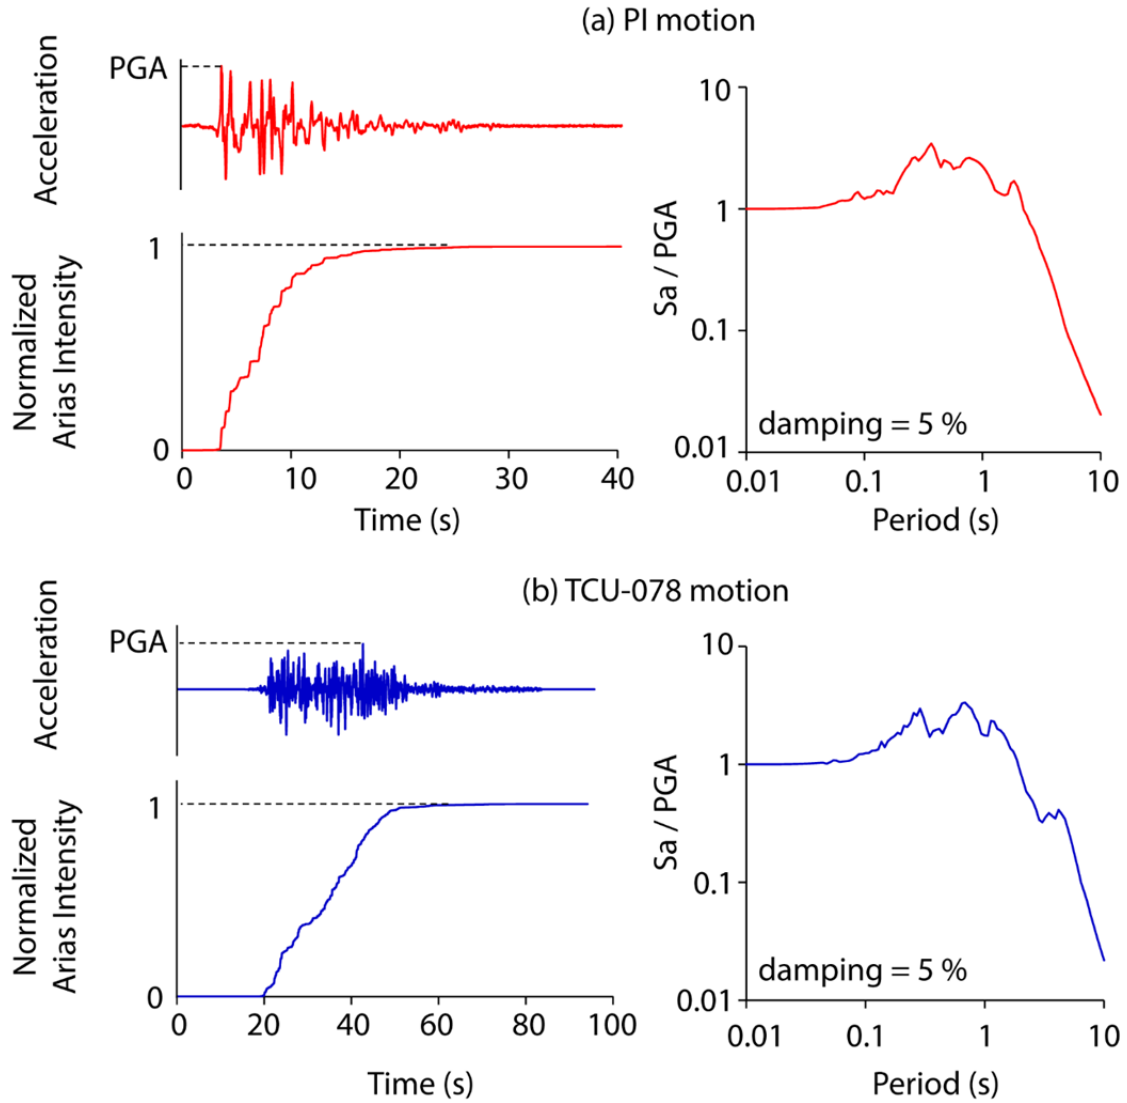 (a) PI motion
PGA
Acceleration
1
Normalized
Arias Intensity
0
0 10 20 30 40
Time (s)
10
1
0.1
0.01
Sa / PGA
damping = 5 %
0.01 0.1 1 10
Period (s)
(b) TCU-078 motion
PGA
Acceleration
1
Normalized
Arias Intensity
0
0 20 40 60 80 100
Time (s)
10
1
0.1
0.01
Sa / PGA
damping = 5 %
0.01 0.1 1 10
Period (s)